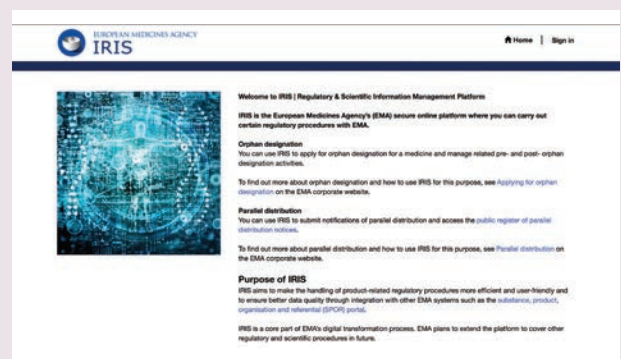 EUROPEAN MEDICINES AGENCY
IRIS
Home | Sign in
Welcome to IRIS | Regulatory & Scientific Information Management Platform
IRIS is the European Medicines Agency's (EMA) secure online platform where you can carry out
certain regulatory procedures with EMA.
Orphan designation
You can use IRIS to apply for orphan designation for a medicine and manage related pre- and post- orphan
designation activities.
To find out more about orphan designation and how to use IRIS for this purpose, see Applying for orphan
designation on the EMA corporate website.
Parallel distribution
You can use IRIS to submit notifications of parallel distribution and access the public register of parallel
distribution notices.
To find out more about parallel distribution and how to use IRIS for this purpose, see Parallel distribution on
the EMA corporate website.
Purpose of IRIS
IRIS aims to make the handling of product-related regulatory procedures more efficient and user-friendly and
to ensure better data quality through integration with other EMA systems such as the substance, product,
organisation and referential (SPOR) portal.
IRIS is a core part of EMA's digital transformation process. EMA plans to extend the platform to cover other
regulatory and scientific procedures in future.